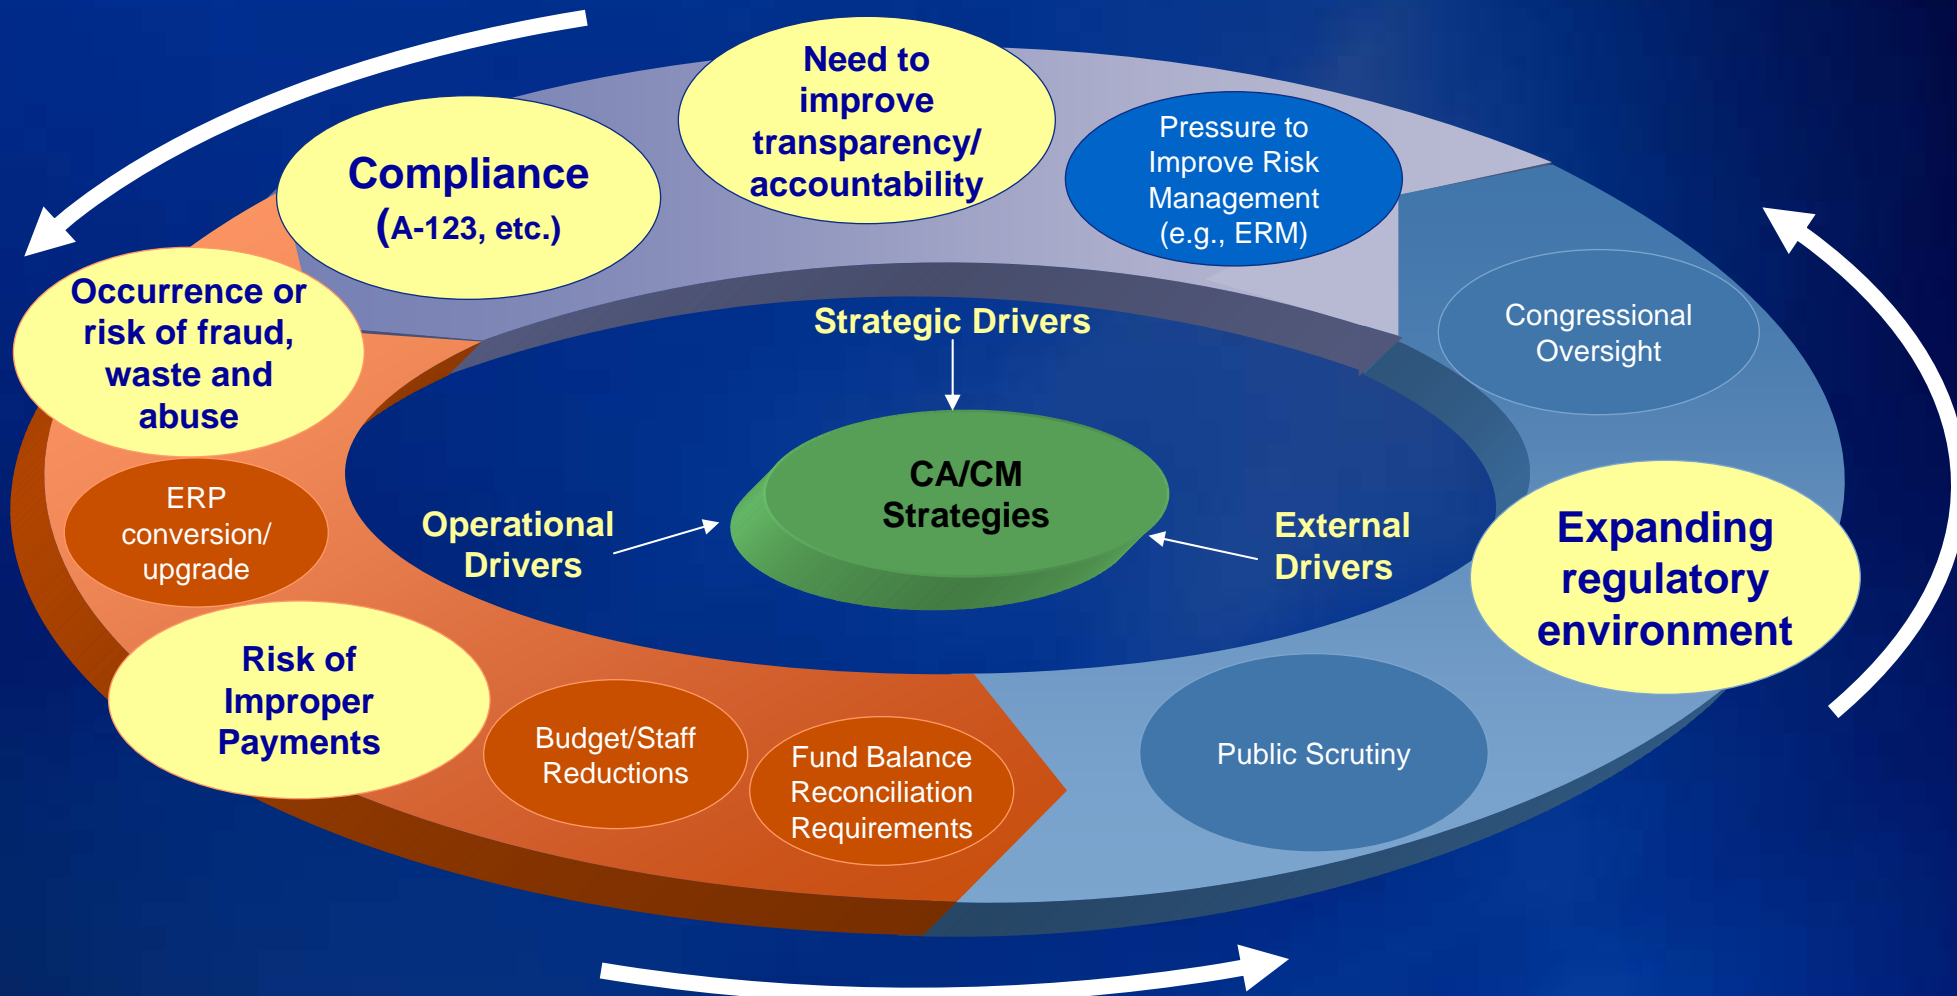 Need to
improve
transparency/
accountability
Compliance
(A-123, etc.)
Pressure to
Improve Risk
Management
(e.g., ERM)
Occurrence or
risk of fraud,
waste and
abuse
Strategic Drivers
Congressional
Oversight
CA/CM
Strategies
ERP
conversion/
upgrade
Operational
Drivers
External
Drivers
Expanding
regulatory
environment
Risk of
Improper
Payments
Budget/Staff
Reductions
Fund Balance
Reconciliation
Requirements
Public Scrutiny